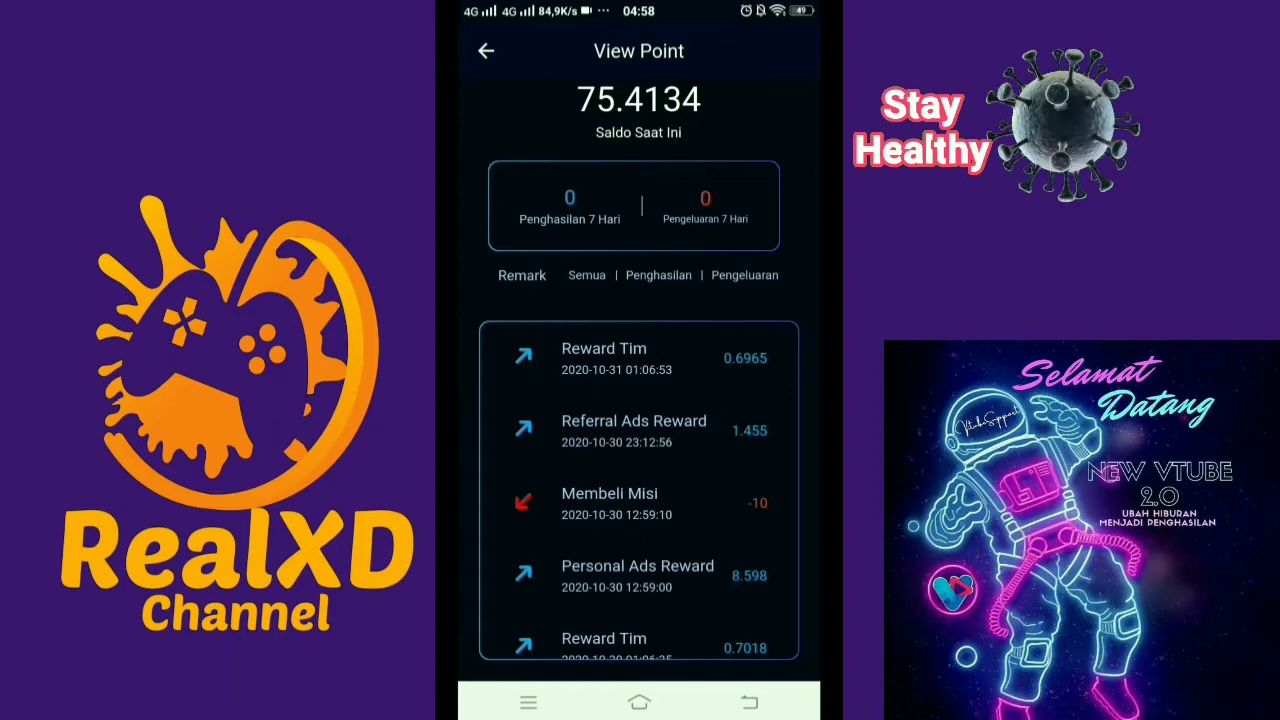 4G 4G 84,9K/s ... 04:58 49
View Point
75.4134
Saldo Saat Ini
0 | 0
Penghasilan 7 Hari Pengeluaran 7 Hari
Remark Semua | Penghasilan | Pengeluaran
Reward Tim
2020-10-31 01:06:53
0.6965
Referral Ads Reward
2020-10-30 23:12:56
1.455
Membeli Misi
2020-10-30 12:59:10
-10
Personal Ads Reward
2020-10-30 12:59:00
8.598
Reward Tim
0.7018
RealXD
Channel
Stay
Healthy
Selamat
Datang
VtubeSupport
NEW VTUBE
2.0
UBAH HIBURAN
MENJADI PENGHASILAN